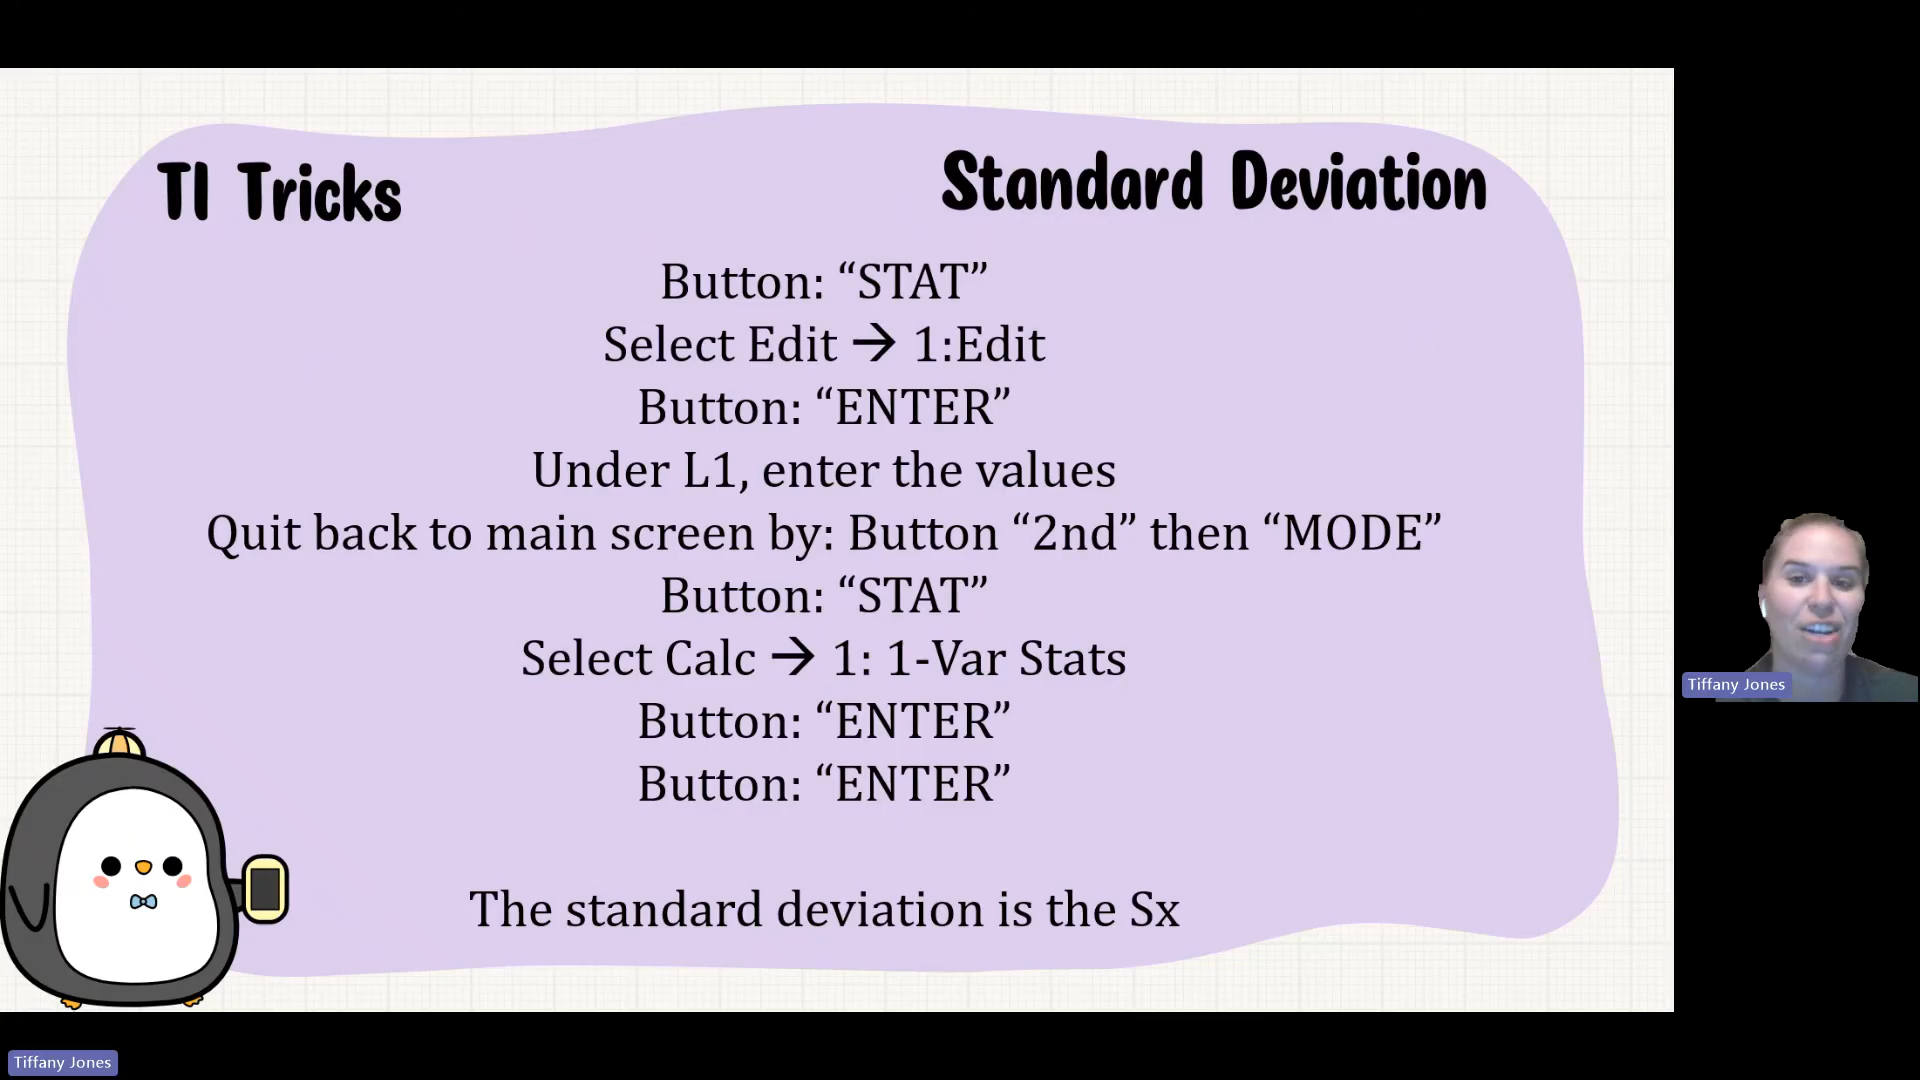 TI Tricks
Standard Deviation
Button: “STAT”
Select Edit → 1:Edit
Button: “ENTER”
Under L1, enter the values
Quit back to main screen by: Button “2nd” then “MODE”
Button: “STAT”
Select Calc → 1: 1-Var Stats
Button: “ENTER”
Button: “ENTER”
The standard deviation is the Sx
Tiffany Jones
Tiffany Jones